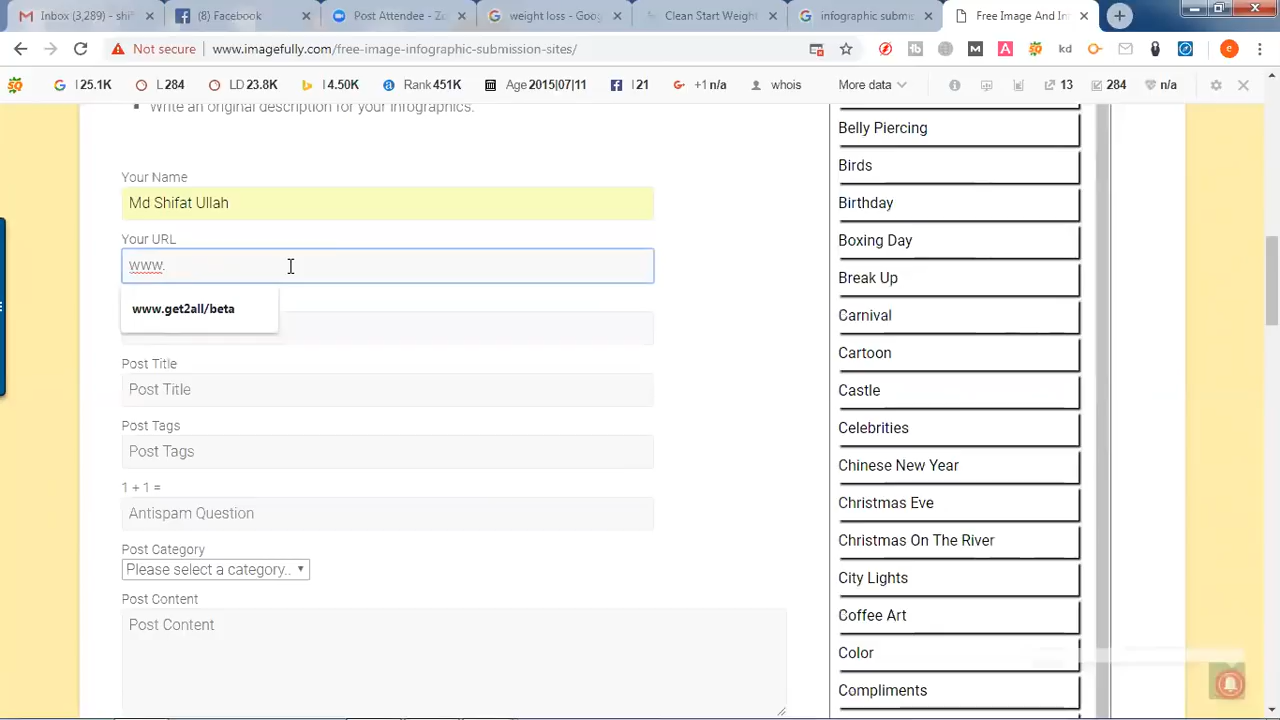 Inbox (3,289) - shif
(8) Facebook
Post Attendee - Zo
weight loss - Goog
Clean Start Weight
infographic subm
Free Image And In
Not secure
www.imagefully.com/free-image-infographic-submission-sites/
kd
e
I 25.1K
L 284
LD 23.8K
I 4.50K
Rank 451K
Age 2015|07|11
I 21
+1 n/a
whois
More data
13
284
n/a
Write an original description for your infographics.
Your Name
Md Shifat Ullah
Your URL
www.
www.get2all/beta
Post Title
Post Title
Post Tags
Post Tags
1 + 1 =
Antispam Question
Post Category
Please select a category..
Post Content
Post Content
Belly Piercing
Birds
Birthday
Boxing Day
Break Up
Carnival
Cartoon
Castle
Celebrities
Chinese New Year
Christmas Eve
Christmas On The River
City Lights
Coffee Art
Color
Compliments